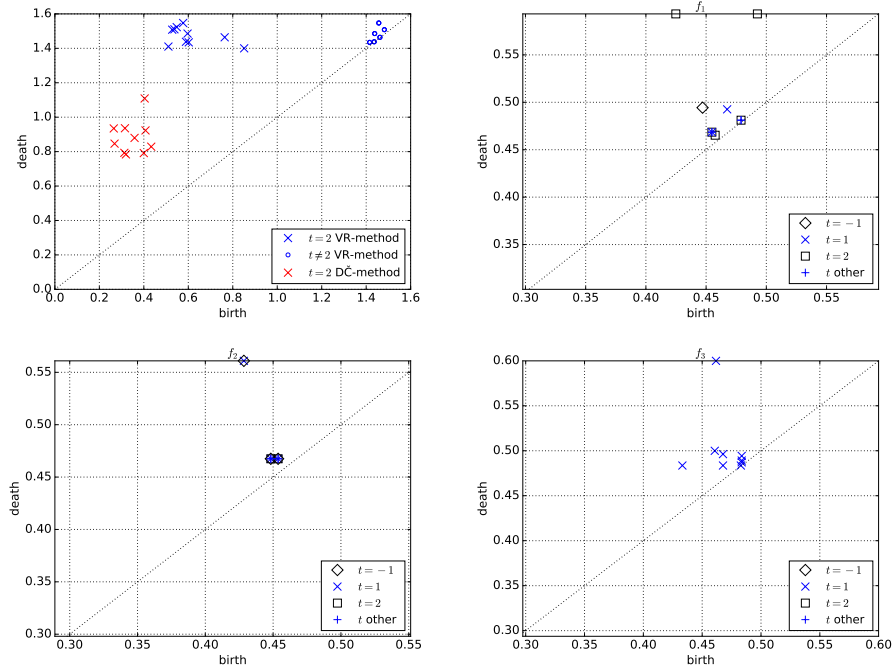 1.6
1.4
1.2
1.0
0.8
0.6
0.4
0.2
0.0
death
0.0 0.2 0.4 0.6 0.8 1.0 1.2 1.4 1.6
birth
t = 2 VR-method
t ≠ 2 VR-method
t = 2 DČ-method
f₁
0.55
0.50
0.45
0.40
0.35
death
0.30 0.35 0.40 0.45 0.50 0.55
birth
t = −1
t = 1
t = 2
t other
f₂
0.55
0.50
0.45
0.40
0.35
0.30
death
0.30 0.35 0.40 0.45 0.50 0.55
birth
t = −1
t = 1
t = 2
t other
f₃
0.60
0.55
0.50
0.45
0.40
0.35
0.30
death
0.30 0.35 0.40 0.45 0.50 0.55 0.60
birth
t = −1
t = 1
t = 2
t other